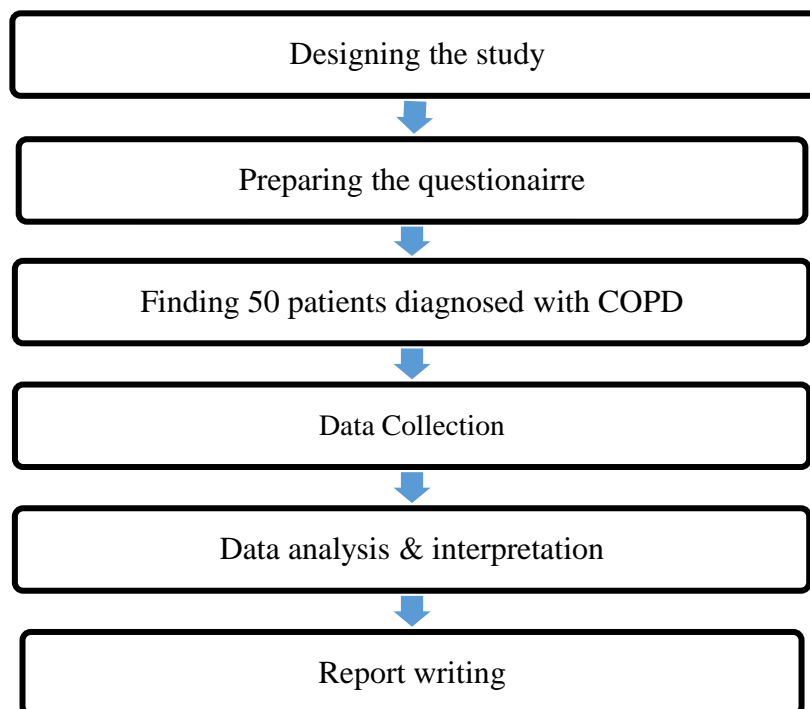 Designing the study
Preparing the questionairre
Finding 50 patients diagnosed with COPD
Data Collection
Data analysis & interpretation
Report writing